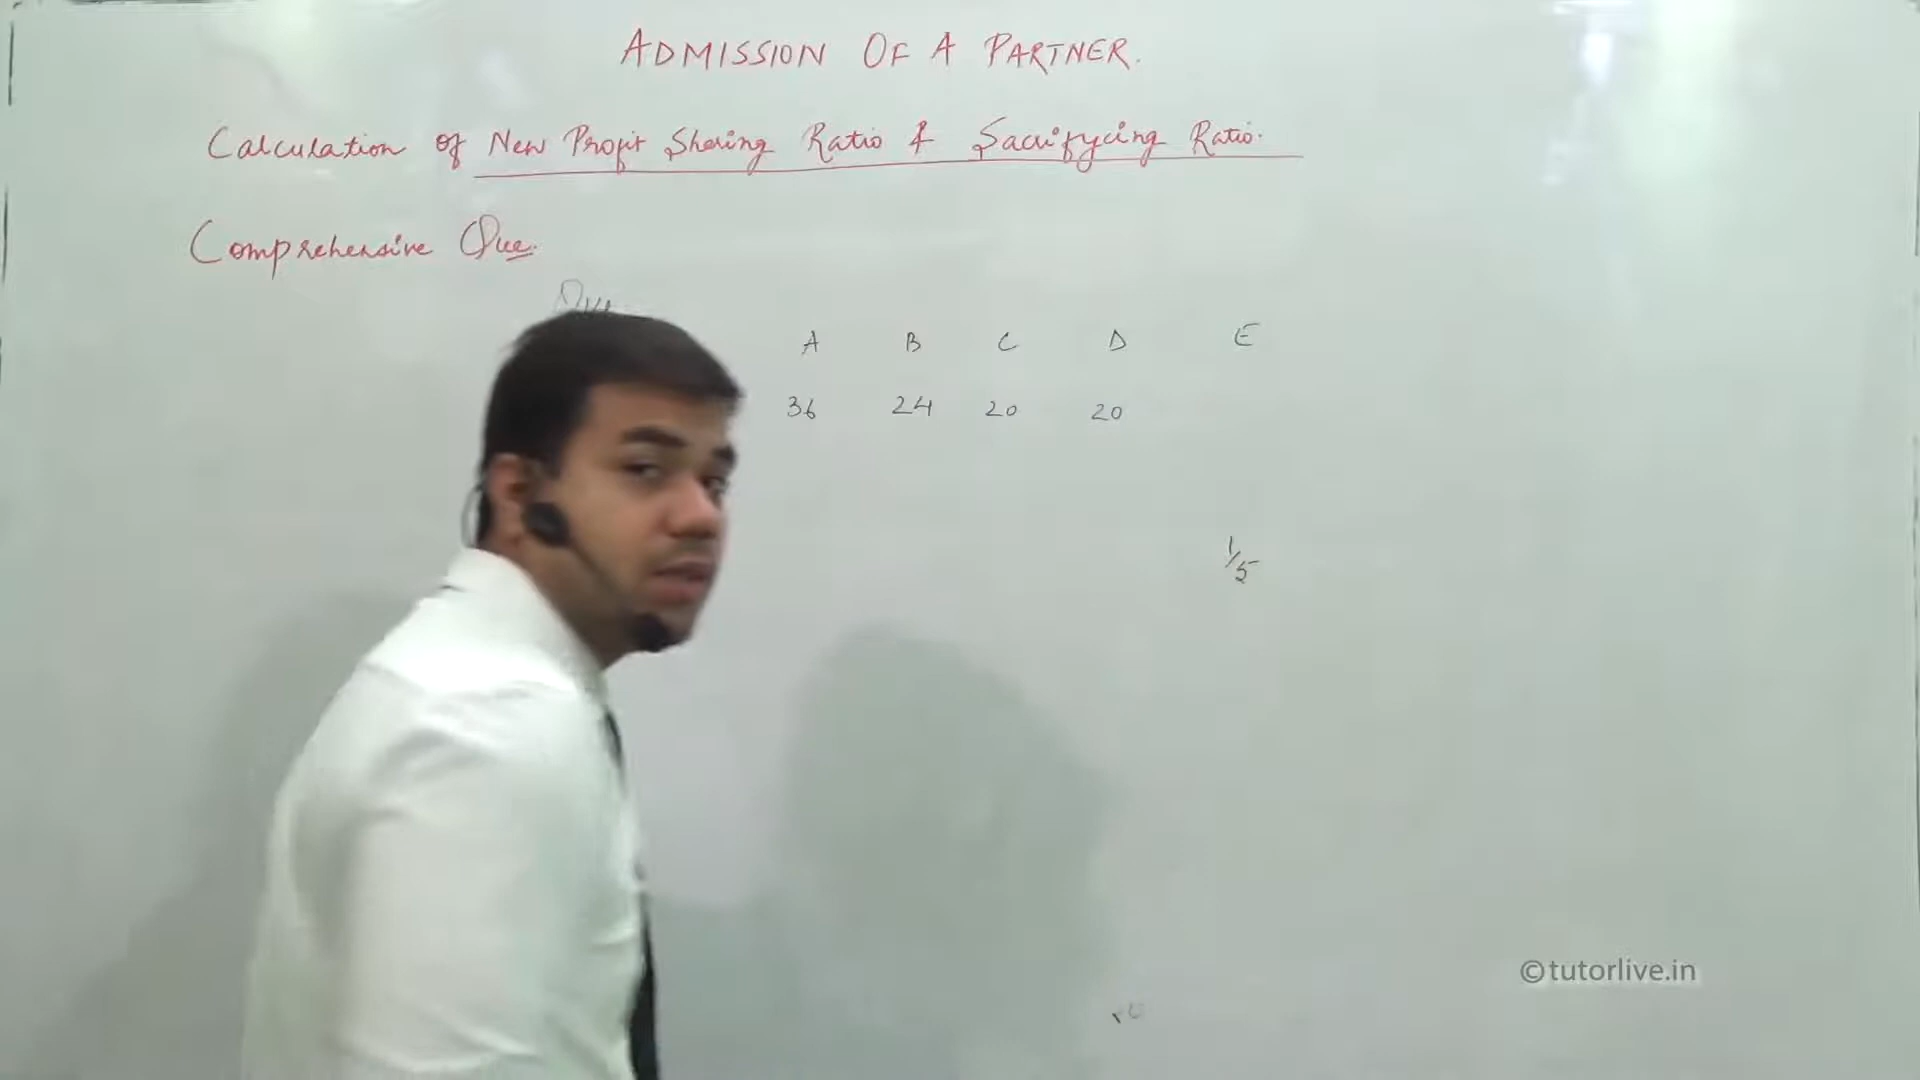 ADMISSION OF A PARTNER.
Calculation of New Profit Sharing Ratio & Sacrifycing Ratio.
Comprehensive Que.
A B C D E
36 24 20 20
1/5
©tutorlive.in